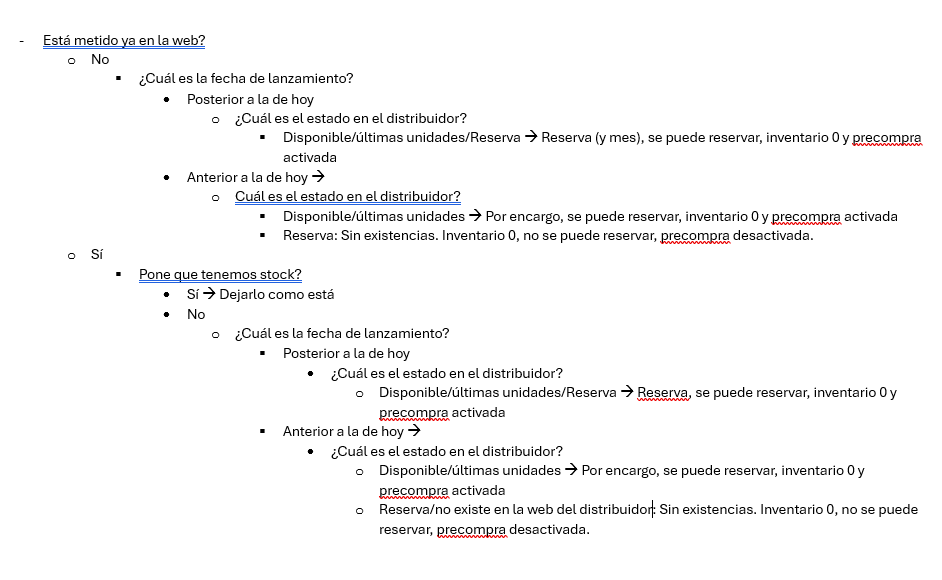 - Está metido ya en la web?
o No
▪ ¿Cuál es la fecha de lanzamiento?
• Posterior a la de hoy
o ¿Cuál es el estado en el distribuidor?
▪ Disponible/últimas unidades/Reserva → Reserva (y mes), se puede reservar, inventario 0 y precompra
activada
• Anterior a la de hoy →
o Cuál es el estado en el distribuidor?
▪ Disponible/últimas unidades → Por encargo, se puede reservar, inventario 0 y precompra activada
▪ Reserva: Sin existencias. Inventario 0, no se puede reservar, precompra desactivada.
o Sí
▪ Pone que tenemos stock?
• Sí → Dejarlo como está
• No
o ¿Cuál es la fecha de lanzamiento?
▪ Posterior a la de hoy
• ¿Cuál es el estado en el distribuidor?
o Disponible/últimas unidades/Reserva → Reserva, se puede reservar, inventario 0 y
precompra activada
▪ Anterior a la de hoy →
• ¿Cuál es el estado en el distribuidor?
o Disponible/últimas unidades → Por encargo, se puede reservar, inventario 0 y
precompra activada
o Reserva/no existe en la web del distribuidor: Sin existencias. Inventario 0, no se puede
reservar, precompra desactivada.